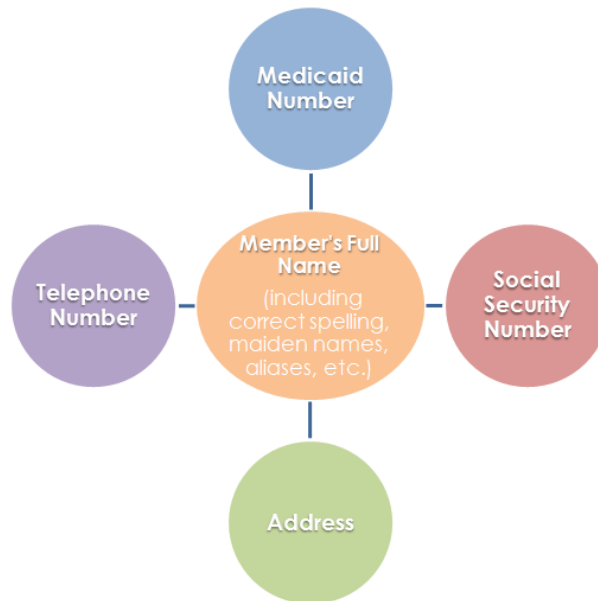 Medicaid
Number
Member's Full
Name
(including
correct spelling,
maiden names,
aliases, etc.)
Telephone
Number
Social
Security
Number
Address